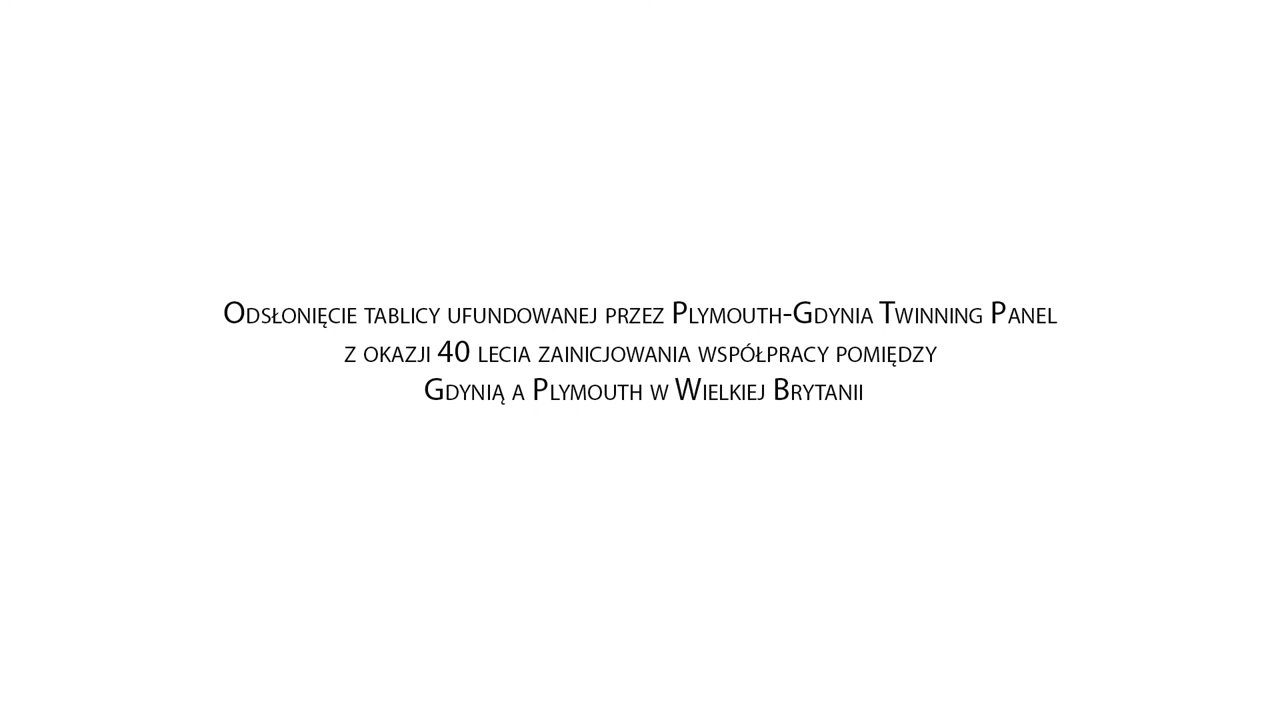 Odsłonięcie tablicy ufundowanej przez Plymouth-Gdynia Twinning Panel
z okazji 40 lecia zainicjowania współpracy pomiędzy
Gdynią a Plymouth w Wielkiej Brytanii